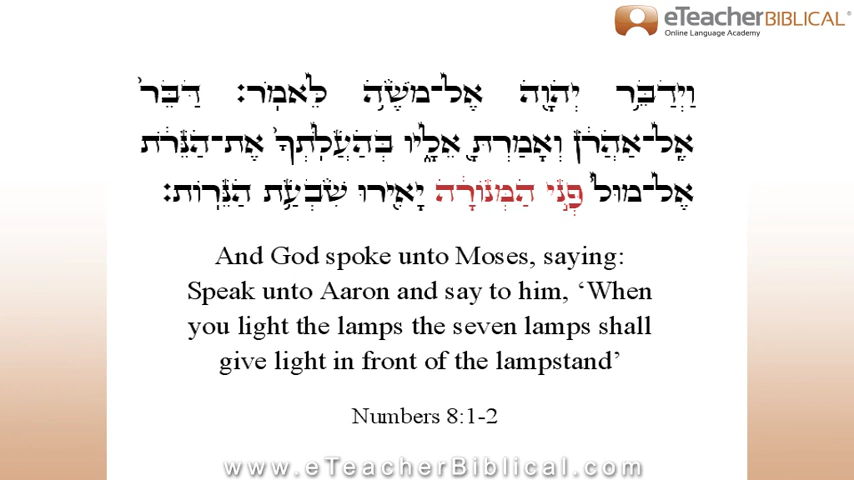 eTeacherBIBLICAL®
Online Language Academy
וַיְדַבֵּ֥ר יְהֹוָ֖ה אֶל־מֹשֶׁ֥ה לֵּאמֹֽר׃ דַּבֵּר֙
אֶֽל־אַהֲרֹ֔ן וְאָמַרְתָּ֖ אֵלָ֑יו בְּהַעֲלֹֽתְךָ֙ אֶת־הַנֵּרֹ֔ת
אֶל־מוּל֙ פְּנֵ֣י הַמְּנוֹרָ֔ה יָאִ֖ירוּ שִׁבְעַ֥ת הַנֵּרֽוֹת׃
And God spoke unto Moses, saying:
Speak unto Aaron and say to him, ‘When
you light the lamps the seven lamps shall
give light in front of the lampstand’
Numbers 8:1-2
www.eTeacherBiblical.com